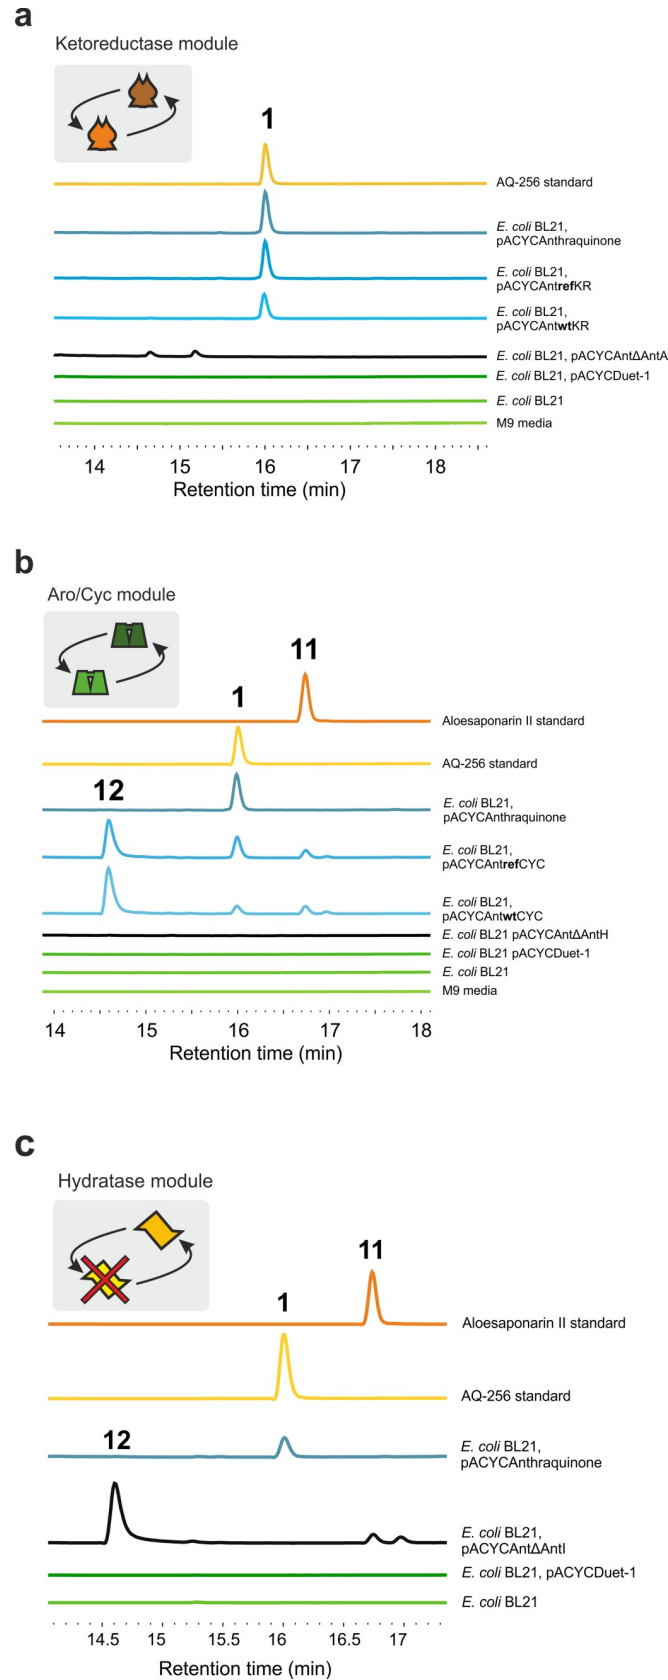 a
Ketoreductase module
1
AQ-256 standard
E. coli BL21,
pACYCAnthraquinone
E. coli BL21,
pACYCAntrefKR
E. coli BL21,
pACYCAntwtKR
E. coli BL21, pACYCAntΔAntA
E. coli BL21, pACYCDuet-1
E. coli BL21
M9 media
14 15 16 17 18
Retention time (min)
b
Aro/Cyc module
11
1
Aloesaponarin II standard
AQ-256 standard
12
E. coli BL21,
pACYCAnthraquinone
E. coli BL21,
pACYCAntrefCYC
E. coli BL21,
pACYCAntwtCYC
E. coli BL21 pACYCAntΔAntH
E. coli BL21 pACYCDuet-1
E. coli BL21
M9 media
14 15 16 17 18
Retention time (min)
c
Hydratase module
11
1
Aloesaponarin II standard
AQ-256 standard
12
E. coli BL21,
pACYCAnthraquinone
E. coli BL21,
pACYCAntΔAntI
E. coli BL21, pACYCDuet-1
E. coli BL21
14.5 15 15.5 16 16.5 17
Retention time (min)